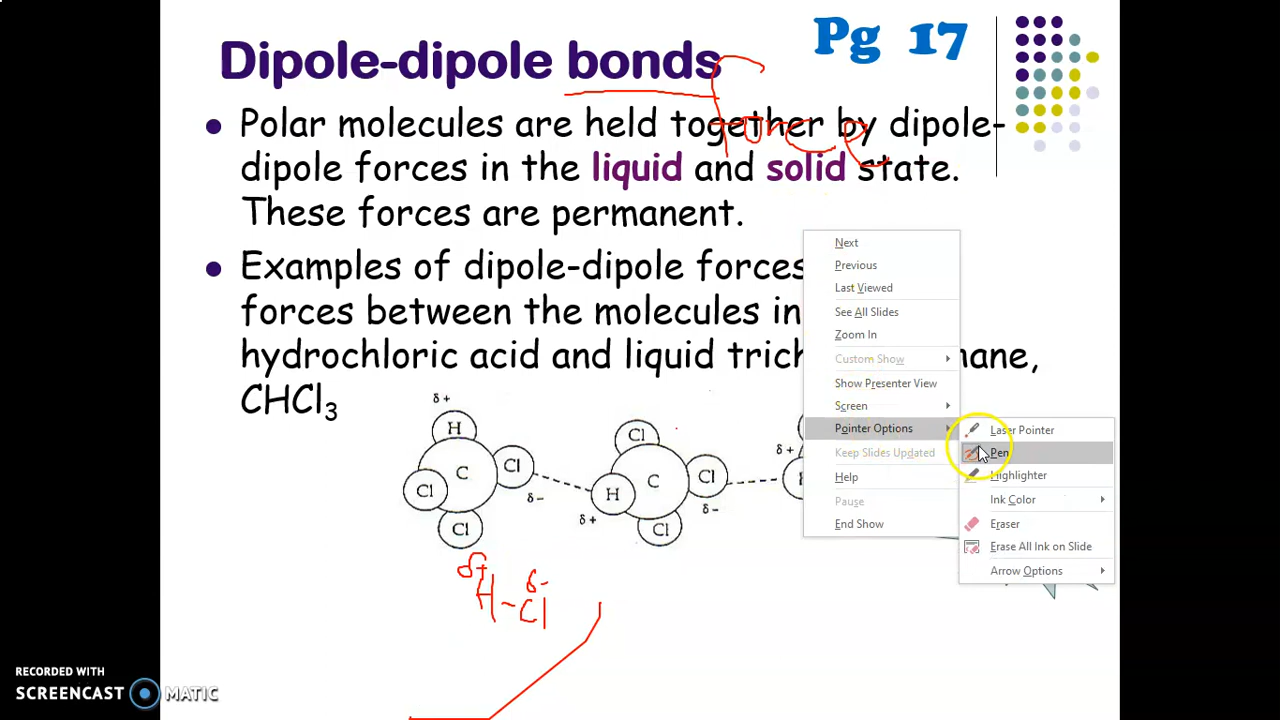 Dipole-dipole bonds
Pg 17
force
Polar molecules are held together by dipole-
dipole forces in the liquid and solid state.
These forces are permanent.
Examples of dipole-dipole forces
forces between the molecules in
hydrochloric acid and liquid
CHCl3
δ+
H
C
Cl
Cl
Cl
δ-
Cl
C
H
Cl
Cl
δ+
δ-
δ+
δ+
H-Cl
δ-
Next
Previous
Last Viewed
See All Slides
Zoom In
Custom Show
Show Presenter View
Screen
Pointer Options
Keep Slides Updated
Help
Pause
End Show
Laser Pointer
Pen
Highlighter
Ink Color
Eraser
Erase All Ink on Slide
Arrow Options
RECORDED WITH
SCREENCAST MATIC